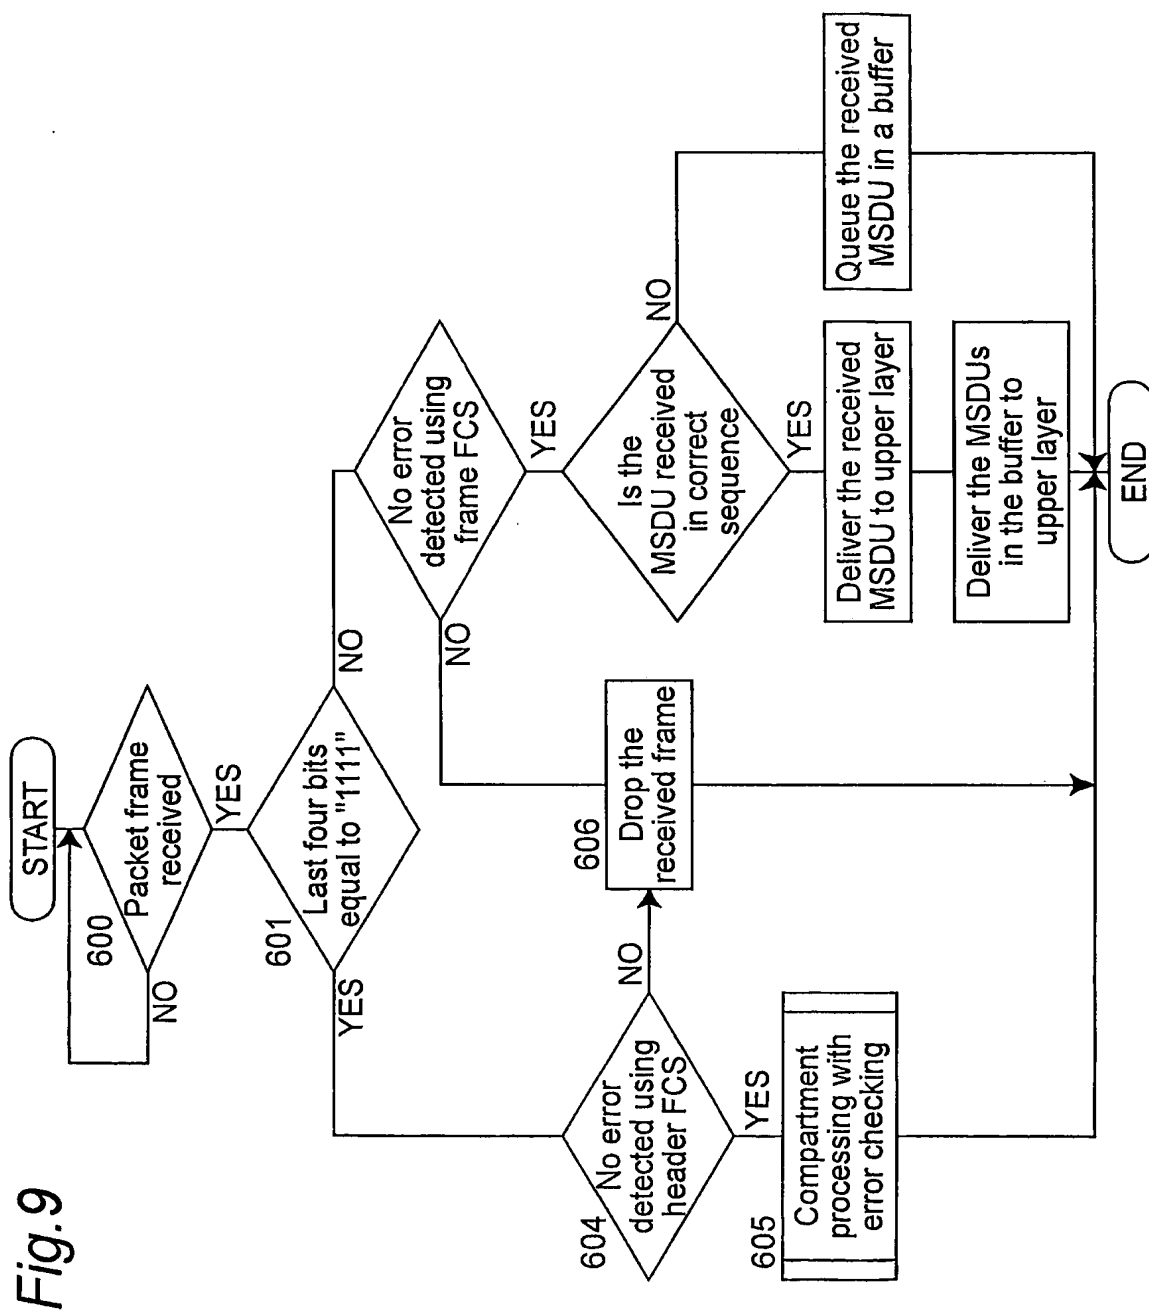 Fig.9
START
600
Packet frame
received
NO
YES
601
Last four bits
equal to "1111"
YES
NO
604
No error
detected using
header FCS
NO
YES
605
Compartment
processing with
error checking
606
Drop the
received frame
No error
detected using
frame FCS
NO
YES
Is the
MSDU received
in correct
sequence
NO
YES
Deliver the received
MSDU to upper layer
Deliver the MSDUs
in the buffer to
upper layer
Queue the received
MSDU in a buffer
END